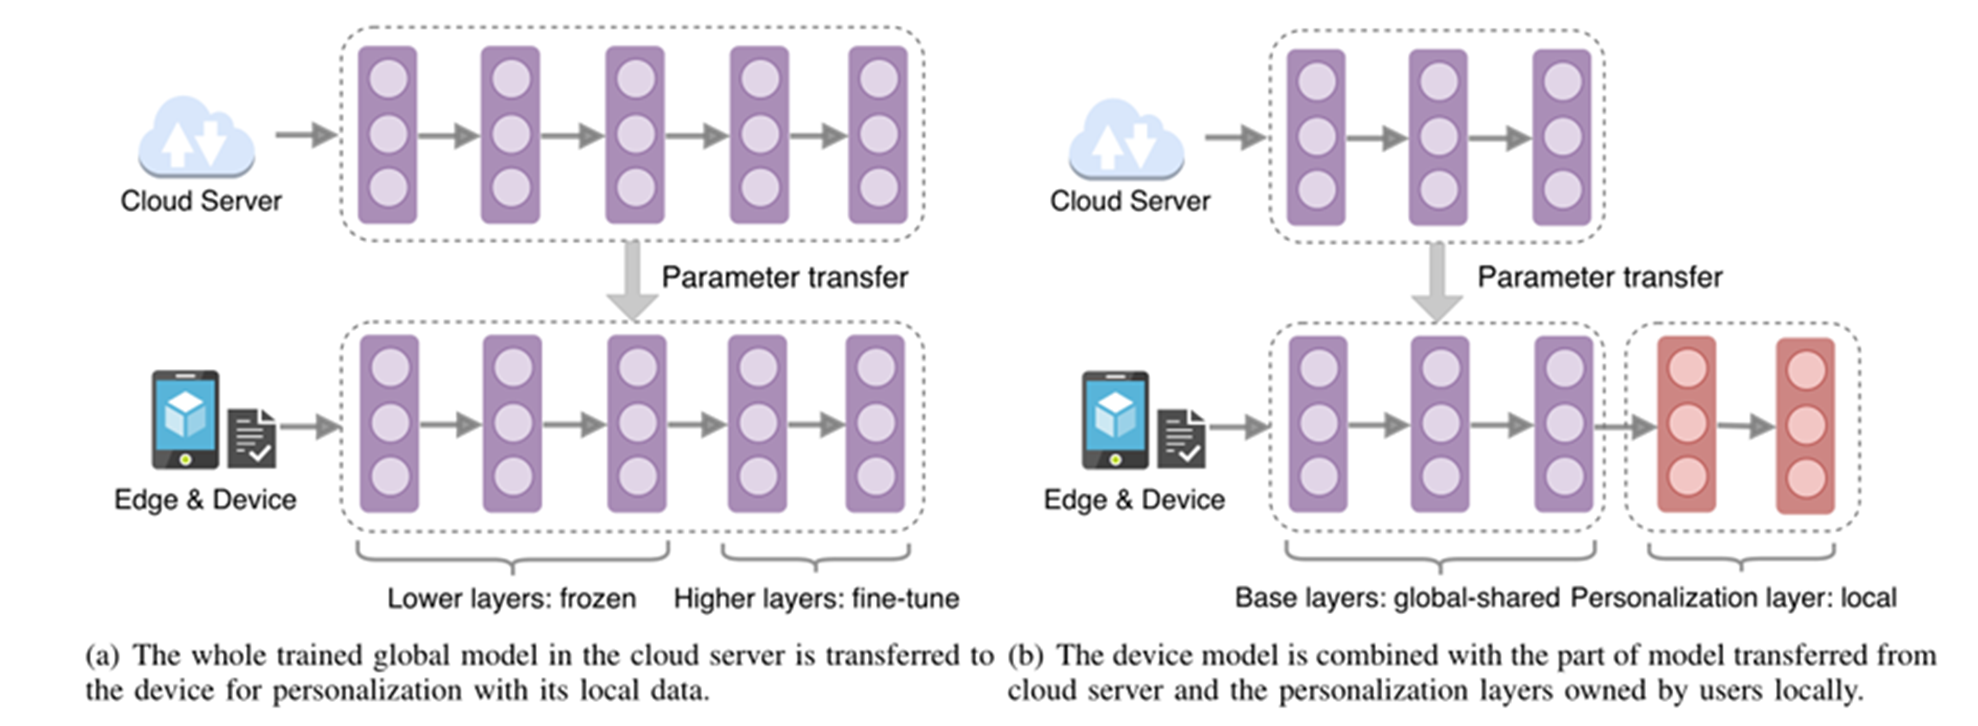 Cloud Server
Parameter transfer
Edge & Device
Lower layers: frozen
Higher layers: fine-tune
(a) The whole trained global model in the cloud server is transferred to
the device for personalization with its local data.
Cloud Server
Parameter transfer
Edge & Device
Base layers: global-shared
Personalization layer: local
(b) The device model is combined with the part of model transferred from
cloud server and the personalization layers owned by users locally.